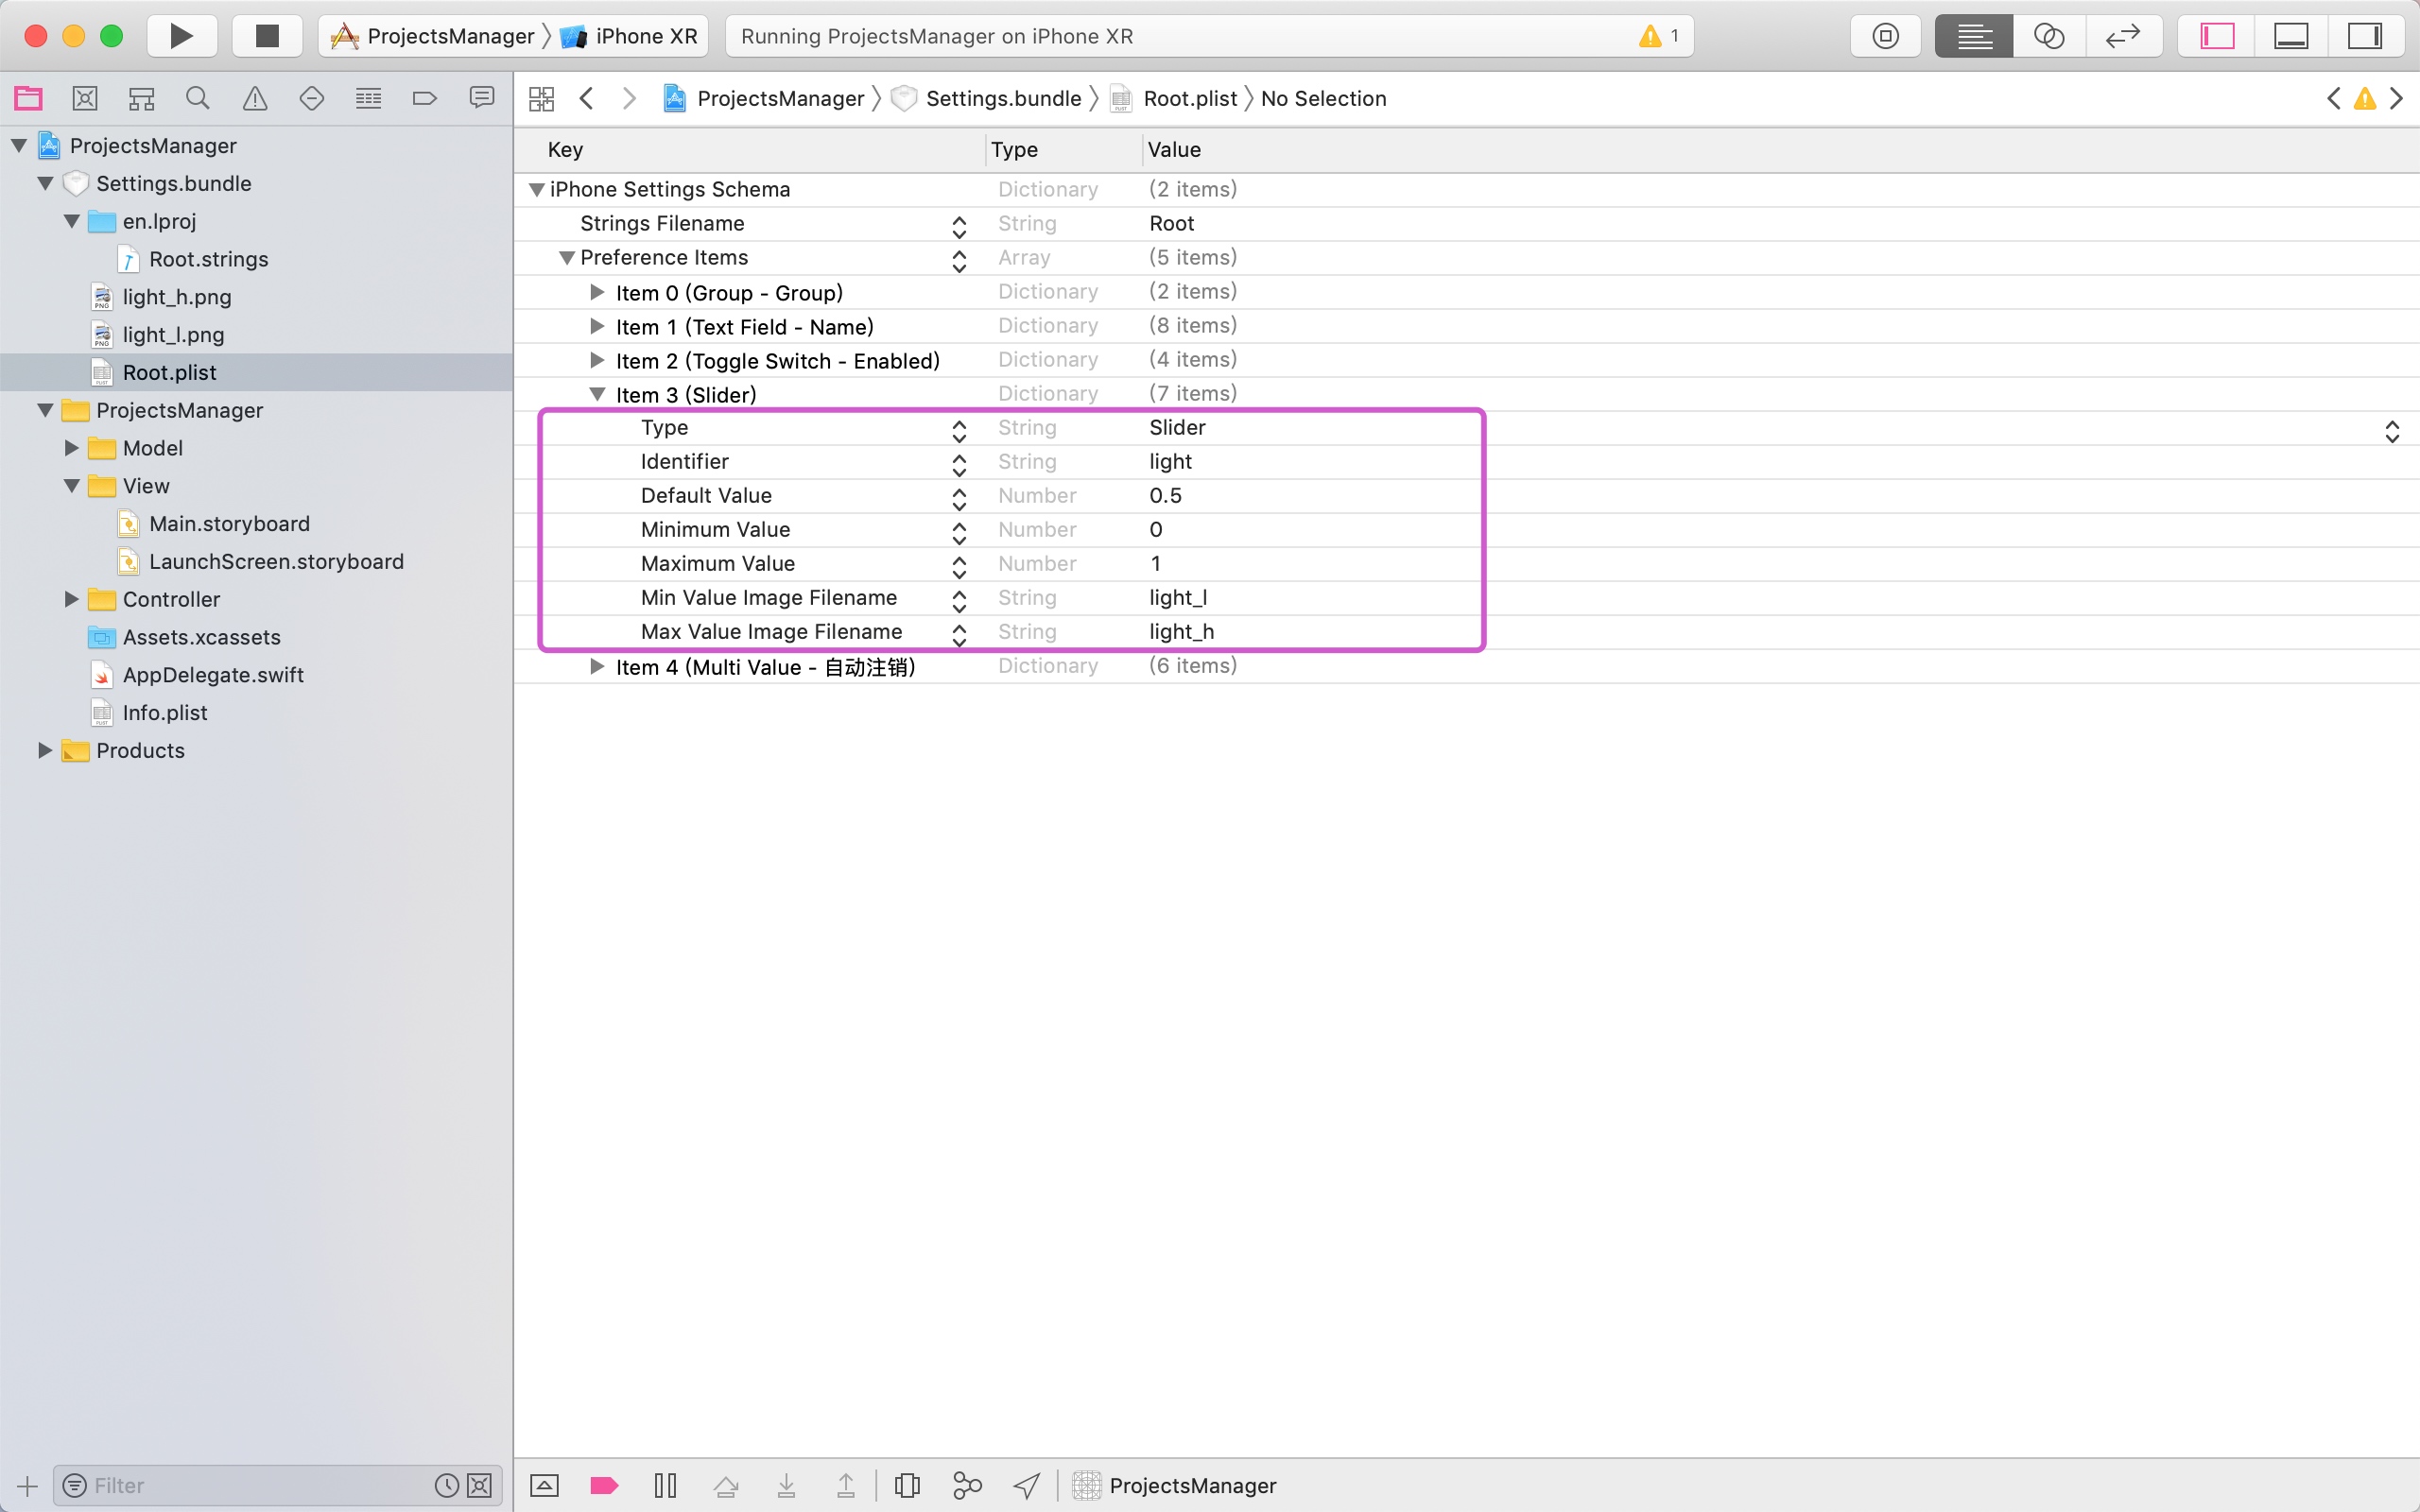 ProjectsManager 〉 iPhone XR
Running ProjectsManager on iPhone XR
1
ProjectsManager 〉 Settings.bundle 〉 Root.plist 〉 No Selection
ProjectsManager
Settings.bundle
en.lproj
Root.strings
light_h.png
light_l.png
Root.plist
ProjectsManager
Model
View
Main.storyboard
LaunchScreen.storyboard
Controller
Assets.xcassets
AppDelegate.swift
Info.plist
Products
Filter
Key Type Value
iPhone Settings Schema Dictionary (2 items)
Strings Filename String Root
Preference Items Array (5 items)
Item 0 (Group - Group) Dictionary (2 items)
Item 1 (Text Field - Name) Dictionary (8 items)
Item 2 (Toggle Switch - Enabled) Dictionary (4 items)
Item 3 (Slider) Dictionary (7 items)
Type String Slider
Identifier String light
Default Value Number 0.5
Minimum Value Number 0
Maximum Value Number 1
Min Value Image Filename String light_l
Max Value Image Filename String light_h
Item 4 (Multi Value - 自动注销) Dictionary (6 items)
ProjectsManager